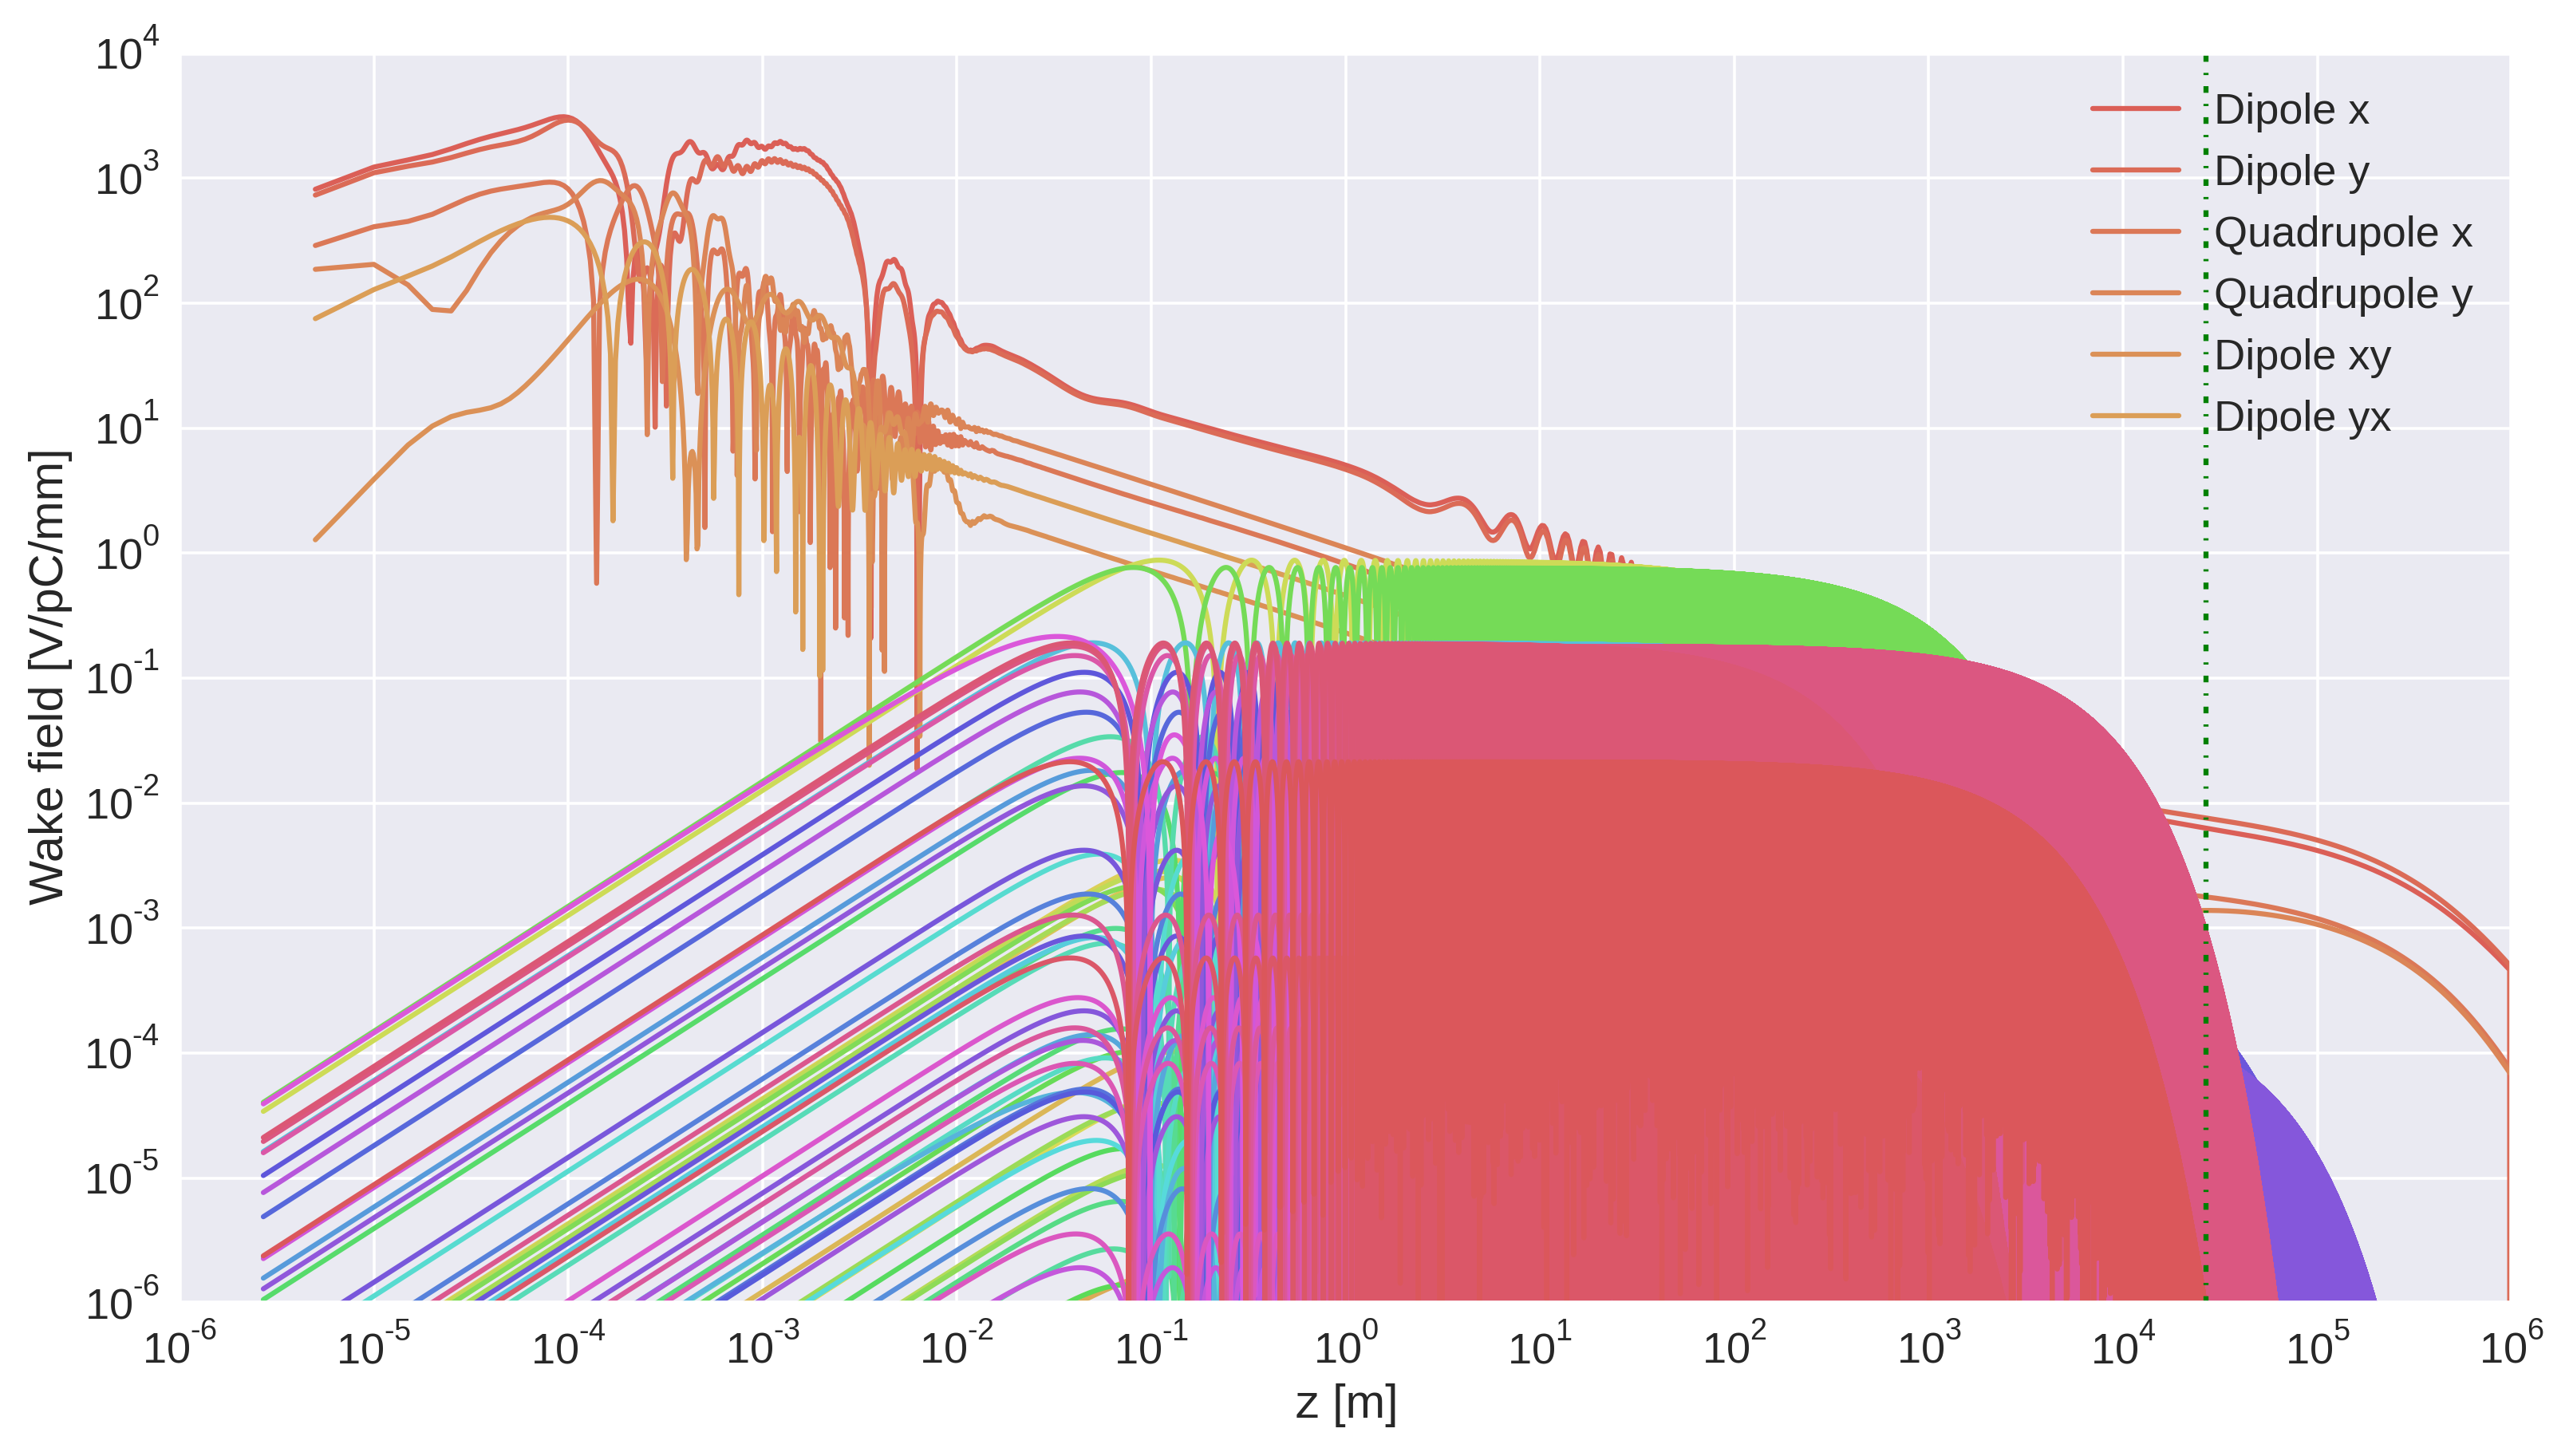 10^4
10^3
10^2
10^1
10^0
10^-1
10^-2
10^-3
10^-4
10^-5
10^-6
Wake field [V/pC/mm]
Dipole x
Dipole y
Quadrupole x
Quadrupole y
Dipole xy
Dipole yx
10^-6 10^-5 10^-4 10^-3 10^-2 10^-1 10^0 10^1 10^2 10^3 10^4 10^5 10^6
z [m]